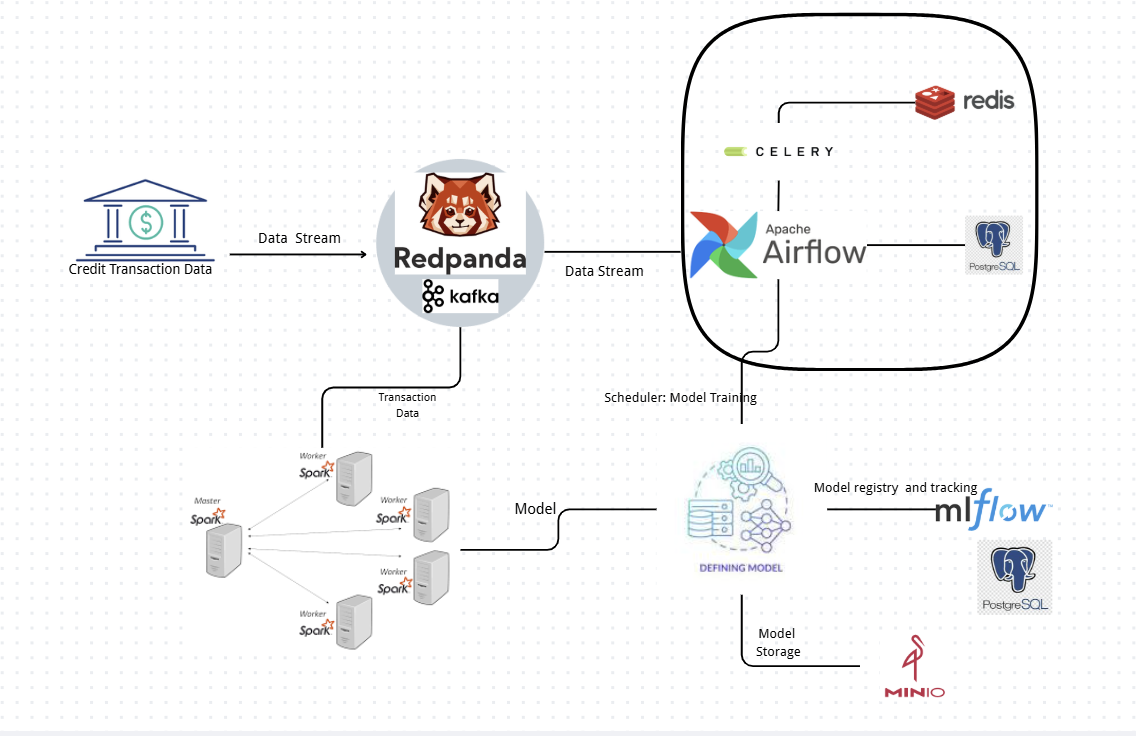 redis
CELERY
Apache
Airflow
PostgreSQL
Credit Transaction Data
Data Stream
Redpanda
kafka
Data Stream
Transaction
Data
Scheduler: Model Training
Master
Spark
Worker
Spark
Worker
Spark
Worker
Spark
Worker
Spark
Model
DEFINING MODEL
Model registry and tracking
mlflow™
PostgreSQL
Model
Storage
MINIO